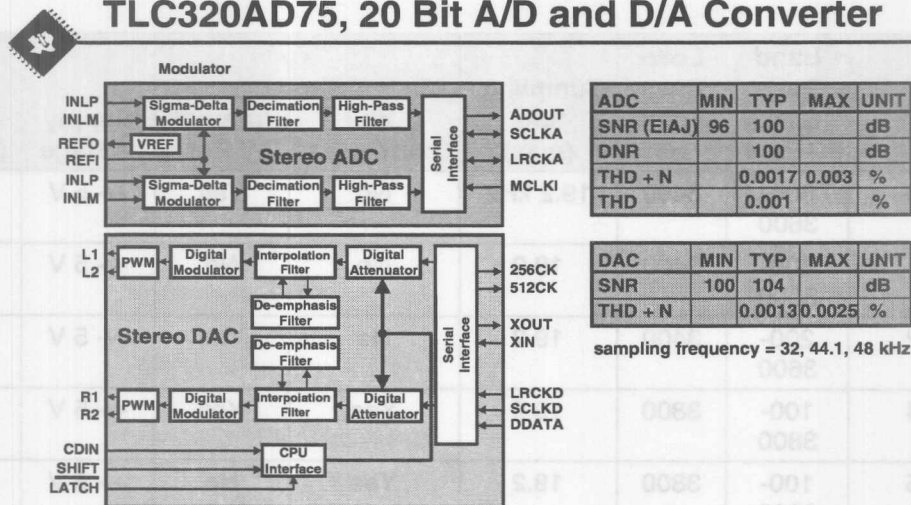 TLC320AD75, 20 Bit A/D and D/A Converter
Modulator
INLP
INLM
REFO
REFI
INLP
INLM
Sigma-Delta Modulator
Decimation Filter
High-Pass Filter
VREF
Stereo ADC
Sigma-Delta Modulator
Decimation Filter
High-Pass Filter
Serial Interface
ADOUT
SCLKA
LRCKA
MCLKI
ADC MIN TYP MAX UNIT
SNR (EIAJ) 96 100 dB
DNR 100 dB
THD + N 0.0017 0.003 %
THD 0.001 %
L1
L2
PWM
Digital Modulator
Interpolation Filter
Digital Attenuator
De-emphasis Filter
Stereo DAC
De-emphasis Filter
R1
R2
PWM
Digital Modulator
Interpolation Filter
Digital Attenuator
CDIN
SHIFT
LATCH
CPU Interface
Serial Interface
256CK
512CK
XOUT
XIN
LRCKD
SCLKD
DDATA
DAC MIN TYP MAX UNIT
SNR 100 104 dB
THD + N 0.0013 0.0025 %
sampling frequency = 32, 44.1, 48 kHz